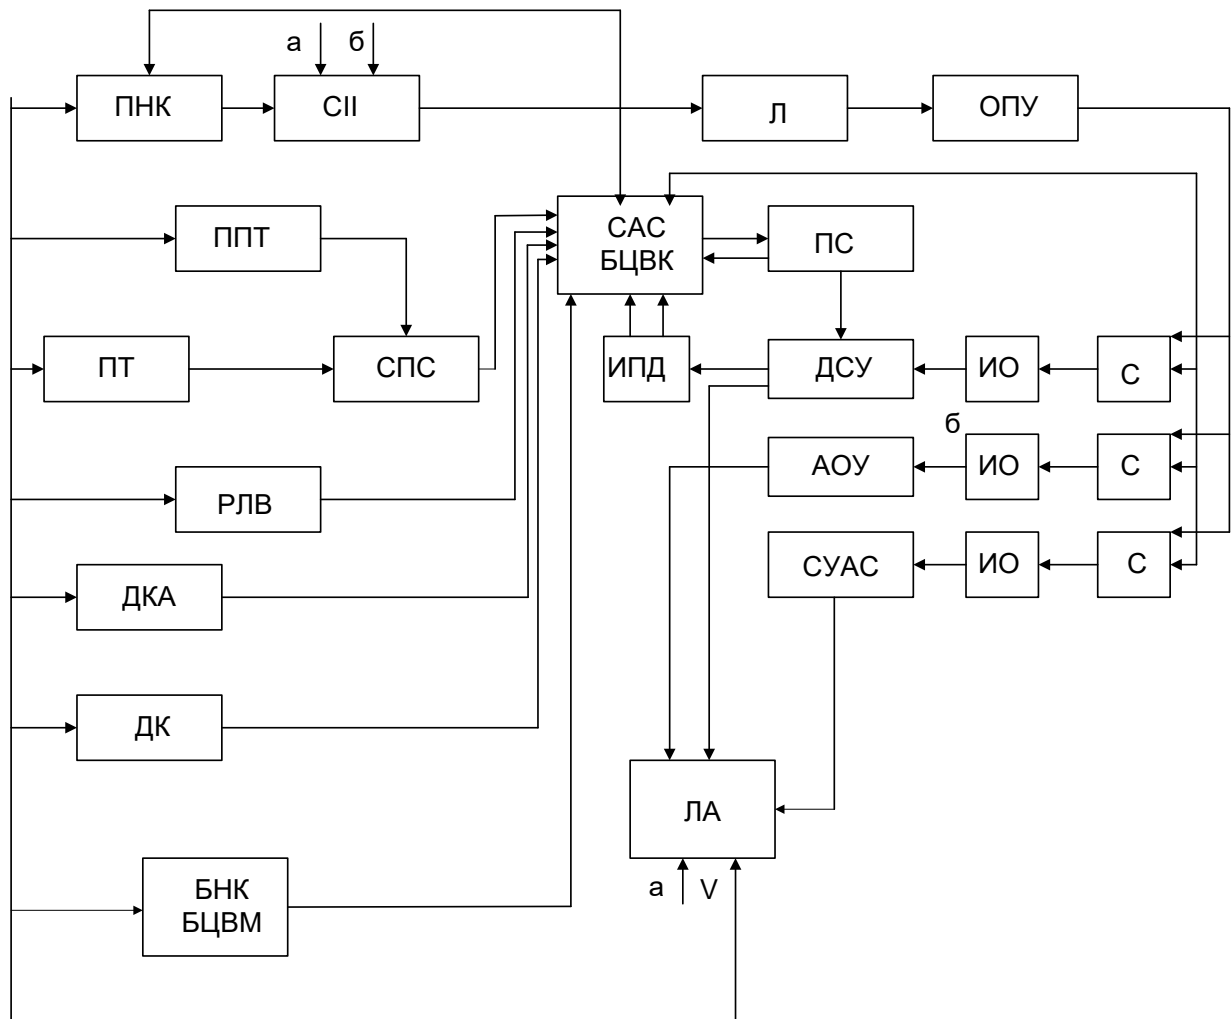 а
б
ПНК
СІІ
Л
ОПУ
ППТ
САС
БЦВК
ПС
ПТ
СПС
ИПД
ДСУ
ИО
С
б
РЛВ
АОУ
ИО
С
ДКА
СУАС
ИО
С
ДК
ЛА
БНК
БЦВМ
а
V